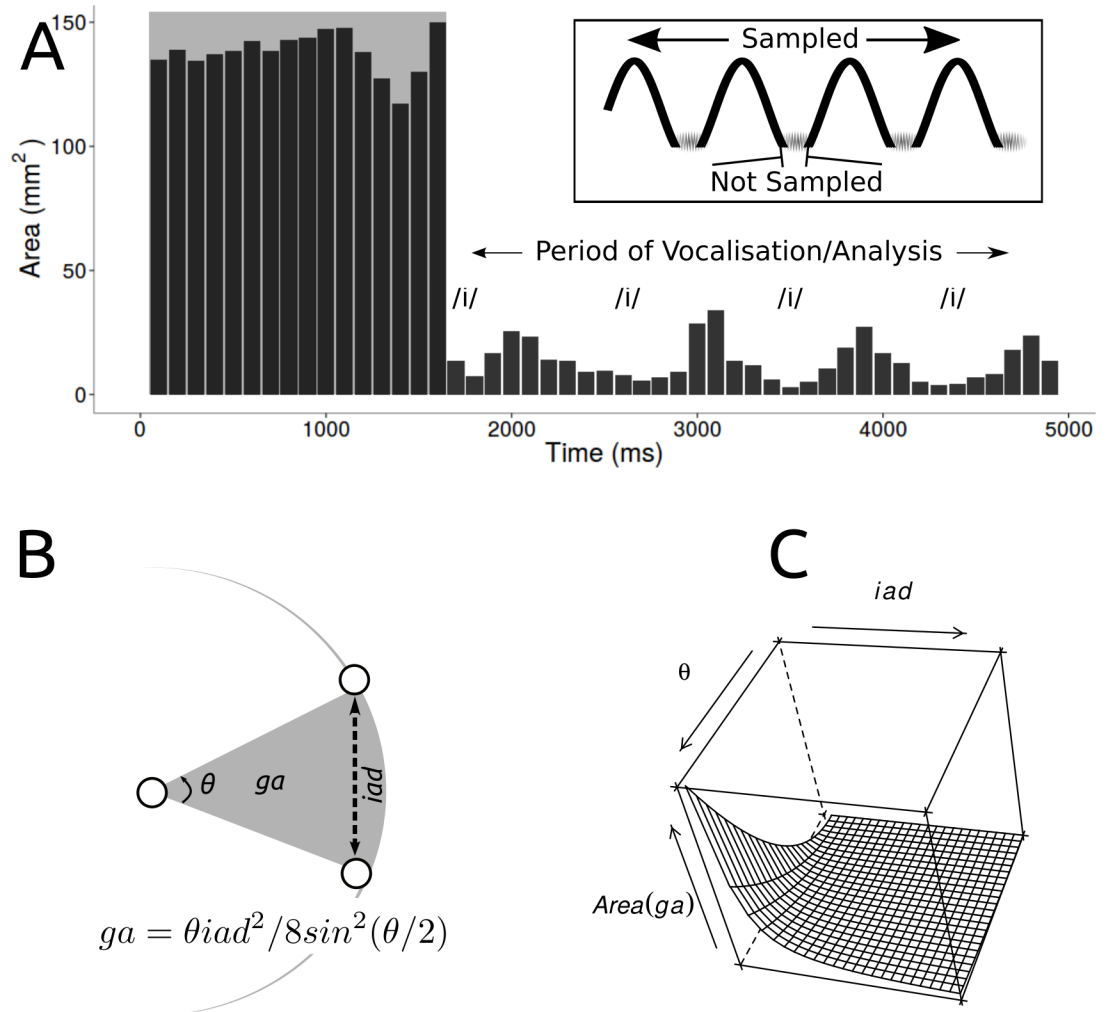 A
150
100
50
0
Area (mm²)
0 1000 2000 3000 4000 5000
Time (ms)
Sampled
Not Sampled
Period of Vocalisation/Analysis
/i/ /i/ /i/ /i/
B
θ ga iad
ga = θiad²/8sin²(θ/2)
C
iad
θ
Area(ga)